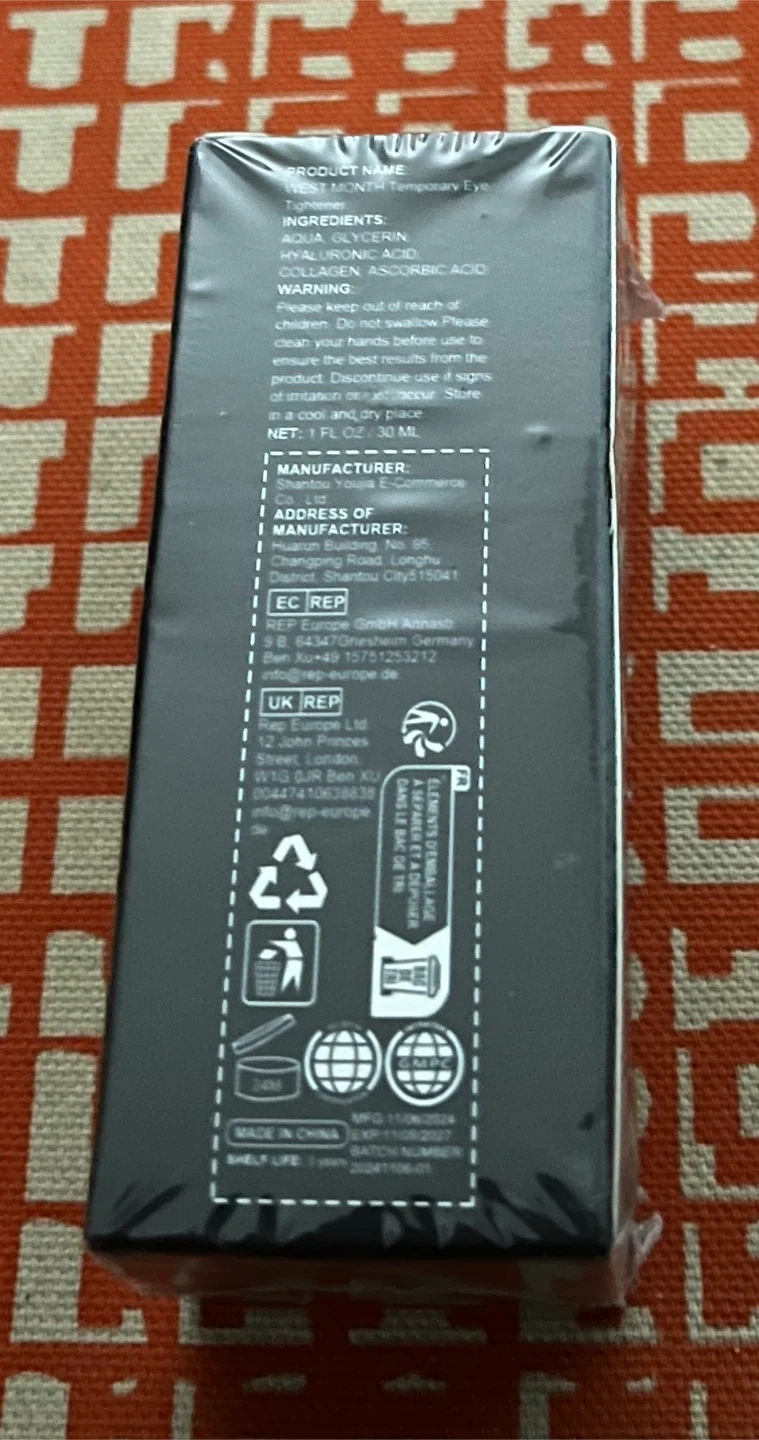 PRODUCT NAME:
WEST MONTH Temporary Eye
Tightener
INGREDIENTS:
AQUA, GLYCERIN,
HYALURONIC ACID,
COLLAGEN, ASCORBIC ACID
WARNING:
Please keep out of reach of
children. Do not swallow.Please
clean your hands before use to
ensure the best results from the
product. Discontinue use if signs
of irritation or occur. Store
in a cool and dry place.
NET: 1 FL OZ / 30 ML
MANUFACTURER:
Shantou Youjia E-Commerce
Co., Ltd.
ADDRESS OF
MANUFACTURER:
Huarun Building, No. 95,
Changping Road, Longhu
District, Shantou City515041
EC REP
REP Europe GmbH Annastr.
9 B, 64347Griesheim,Germany
Ben Xu+49 15751253212
info@rep-europe.de
UK REP
Rep Europe Ltd
12 John Princes
Street, London,
W1G 0JR Ben XU
00447410638838
info@rep-europe.
de
FR
ÉLÉMENTS D'EMBALLAGE
À SÉPARER ET À DÉPOSER
DANS LE BAC DE TRI
BAC
DE
TRI
24M
GMPC
MADE IN CHINA
SHELF LIFE: 3 years
MFG:11/06/2024
EXP:11/05/2027
BATCH NUMBER:
20241106-01